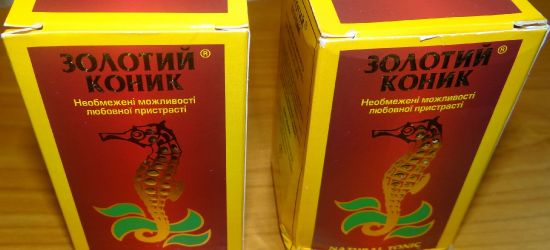 ЗОЛОТИЙ®
КОНИК
Необмежені можливості
любовної пристрасті
ЗОЛОТИЙ®
КОНИК
Необмежені можливості
любовної пристрасті
NATURAL TONIC